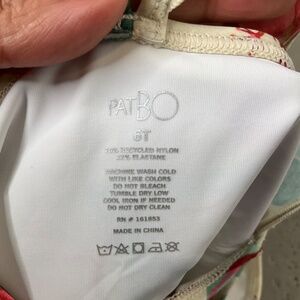 PATBO
6T
RECYCLED NYLON
22% ELASTANE
MACHINE WASH COLD
WITH LIKE COLORS
DO NOT BLEACH
TUMBLE DRY LOW
COOL IRON IF NEEDED
DO NOT DRY CLEAN
RN # 161853
MADE IN CHINA